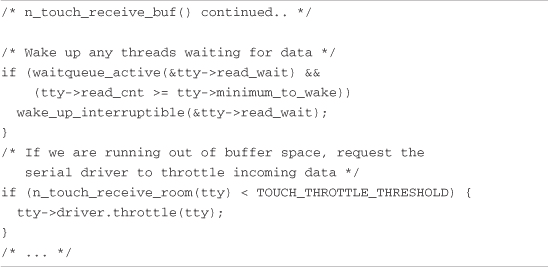 /* n_touch_receive_buf() continued.. */
/* Wake up any threads waiting for data */
if (waitqueue_active(&tty->read_wait) &&
(tty->read_cnt >= tty->minimum_to_wake))
wake_up_interruptible(&tty->read_wait);
}
/* If we are running out of buffer space, request the
serial driver to throttle incoming data */
if (n_touch_receive_room(tty) < TOUCH_THROTTLE_THRESHOLD) {
tty->driver.throttle(tty);
}
/* ... */